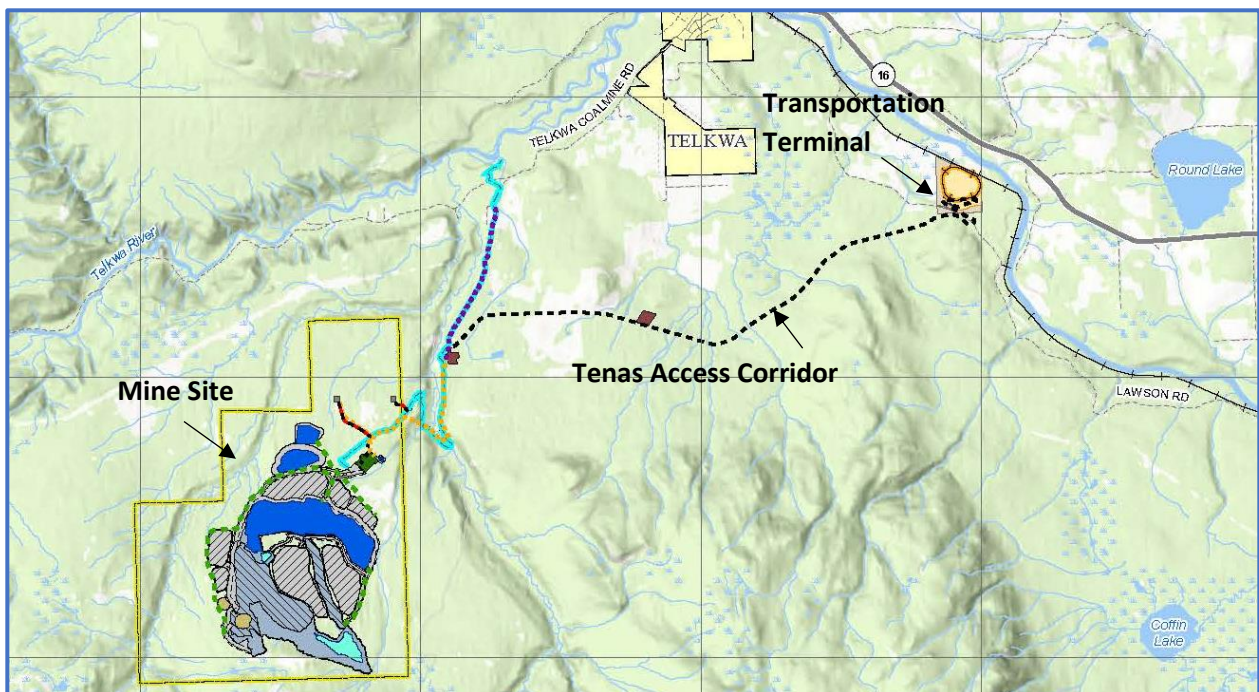 16
Transportation
Terminal
TELKWA COALMINE RD
TELKWA
Round Lake
Telkwa River
Tenas Access Corridor
Mine Site
LAWSON RD
Coffin
Lake